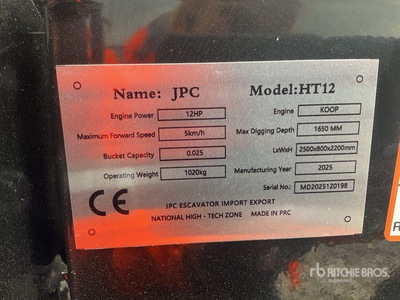 Name: JPC Model:HT12
Engine Power 12HP Engine KOOP
Maximum Forward Speed 5km/h Max Digging Depth 1650 MM
Bucket Capacity 0.025 LxWxH 2500x800x2200mm
Operating Weight 1020kg Manufacturing Year 2025
Serial No.: MD2025120198
CE
JPC ESCAVATOR IMPORT EXPORT
NATIONAL HIGH - TECH ZONE MADE IN PRC
R
rb RITCHIE BROS.